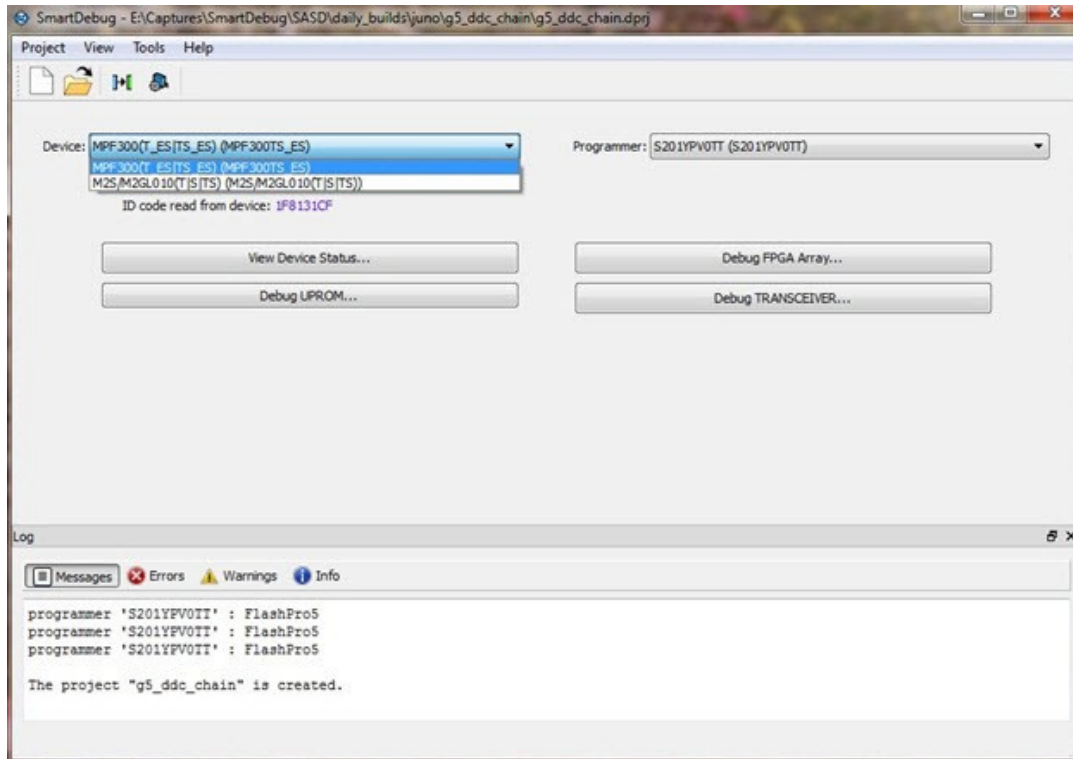 SmartDebug - E:\Captures\SmartDebug\SASD\daily_builds\juno\g5_ddc_chain\g5_ddc_chain.dprj
Project View Tools Help
Device: MPF300(T_ES|TS_ES) (MPF300TS_ES) Programmer: S201YPV0TT (S201YPV0TT)
MPF300(T_ES|TS_ES) (MPF300TS_ES)
M2S/M2GL010(T|S|TS) (M2S/M2GL010(T|S|TS))
ID code read from device: 1F8131CF
View Device Status... Debug FPGA Array...
Debug UPROM... Debug TRANSCEIVER...
Log
Messages Errors Warnings Info
programmer 'S201YPV0TT' : FlashPro5
programmer 'S201YPV0TT' : FlashPro5
programmer 'S201YPV0TT' : FlashPro5
The project "g5_ddc_chain" is created.